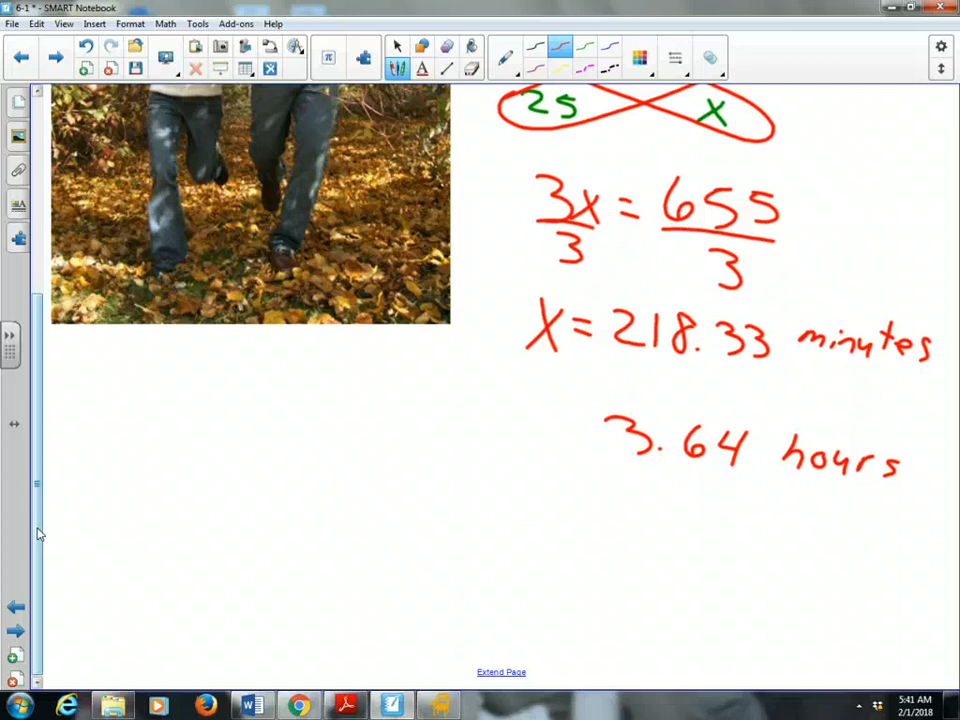 6-1 * - SMART Notebook
File Edit View Insert Format Math Tools Add-ons Help
25 x
3x = 655
3 3
x = 218.33 minutes
3.64 hours
Extend Page
5:41 AM
2/1/2018